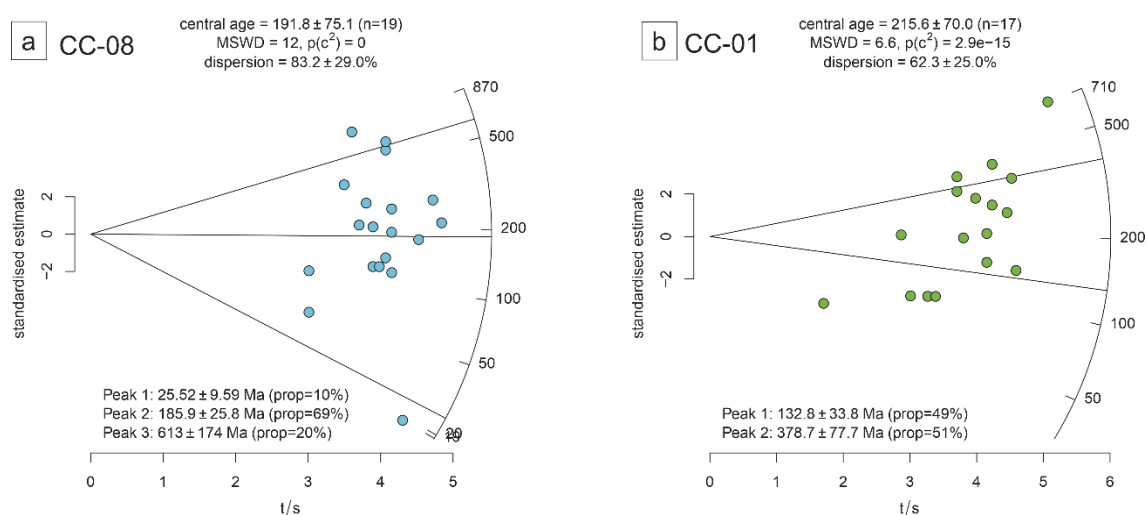 a CC-08
central age = 191.8 ± 75.1 (n=19)
MSWD = 12, p(c²) = 0
dispersion = 83.2 ± 29.0%
870
500
200
100
50
20
standardised estimate
2
0
−2
Peak 1: 25.52 ± 9.59 Ma (prop=10%)
Peak 2: 185.9 ± 25.8 Ma (prop=69%)
Peak 3: 613 ± 174 Ma (prop=20%)
0 1 2 3 4 5
t/s
b CC-01
central age = 215.6 ± 70.0 (n=17)
MSWD = 6.6, p(c²) = 2.9e−15
dispersion = 62.3 ± 25.0%
710
500
200
100
50
standardised estimate
2
0
−2
Peak 1: 132.8 ± 33.8 Ma (prop=49%)
Peak 2: 378.7 ± 77.7 Ma (prop=51%)
0 1 2 3 4 5 6
t/s